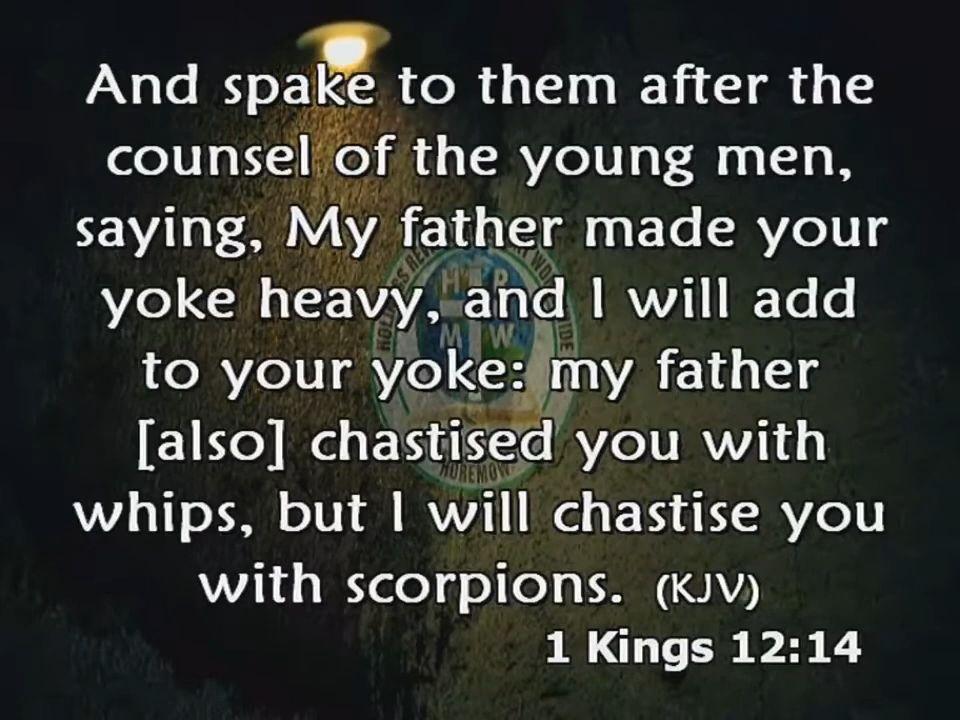 And spake to them after the
counsel of the young men,
saying, My father made your
yoke heavy, and I will add
to your yoke: my father
[also] chastised you with
whips, but I will chastise you
with scorpions. (KJV)
1 Kings 12:14
H R
M W
HOREMOW